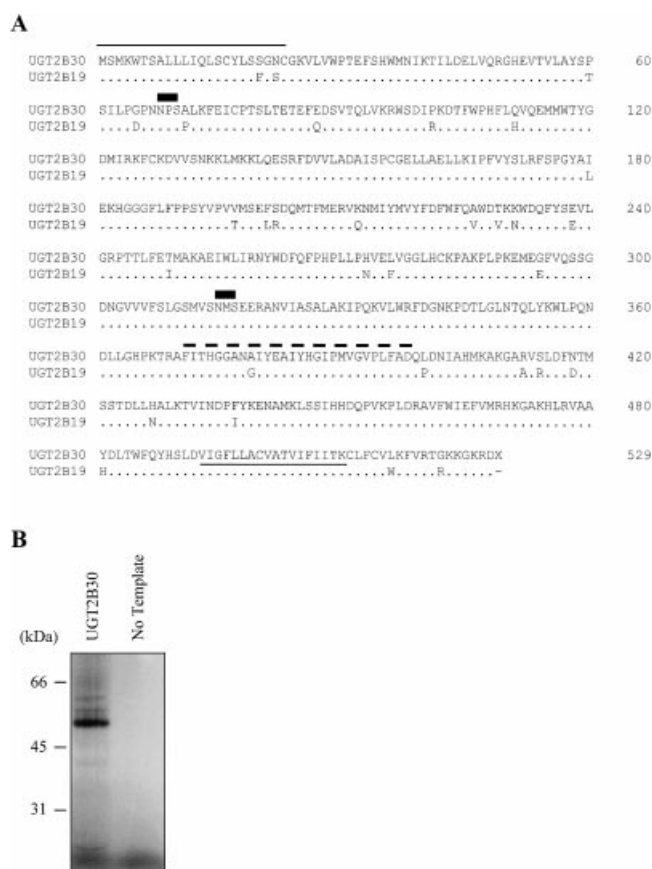 A
UGT2B30 MSMKWTSALLLIQLSCYLSSGNCGKVLVWPTEFSHWMNIKTILDELVQRGHEVTVLAYSP 60
UGT2B19 ...................F.S.....................................T
UGT2B30 SILPGPNNPSALKFEICPTSLTETEFEDSVTQLVKRWSDIPKDTFWPHFLQVQEMMWTYG 120
UGT2B19 ....D.....P...............Q.............R.........H.........
UGT2B30 DMIRKFCKDVVSNKKLMKKLQESRFDVVLADAISPCGELLAELLKIPFVYSLRFSPGYAI 180
UGT2B19 ...........................................................L
UGT2B30 EKHGGGFLFPPSYVPVVMSEFSDQMTFMERVKNMIYMVYFDFWFQAWDTKKWDQFYSEVL 240
UGT2B19 ................T...LR.........Q.............V..V.N......E..
UGT2B30 GRPTTLFETMAKAEIWLIRNYWDFQFPHPLLPHVELVGGLHCKPAKPLPKEMEGFVQSSG 300
UGT2B19 ........I.......................N..F.................E......
UGT2B30 DNGVVVFSLGSMVSNMSEERANVIASALAKIPQKVLWRFDGNKPDTLGLNTQLYKWLPQN 360
UGT2B19 ............................................................
UGT2B30 DLLGHPKTRAFITHGGANAIYEAIYHGIPMVGVPLFADQLDNIAHMKAKGARVSLDFNTM 420
UGT2B19 ..................G....................P...........A.R...N..
UGT2B30 SSTDLLHALKTVINDPFYKENAMKLSSIHHDQPVKPLDRAVFWIEFVMRHKGAKHLRVAA 480
UGT2B19 ......H.........I...........................................
UGT2B30 YDLTWFQYHSLDVIGFLLACVATVIFIITKCLFCVLKFVRTGKKGKRDX 529
UGT2B19 H..................................W.....R......-
B
UGT2B30
No Template
(kDa)
66
45
31